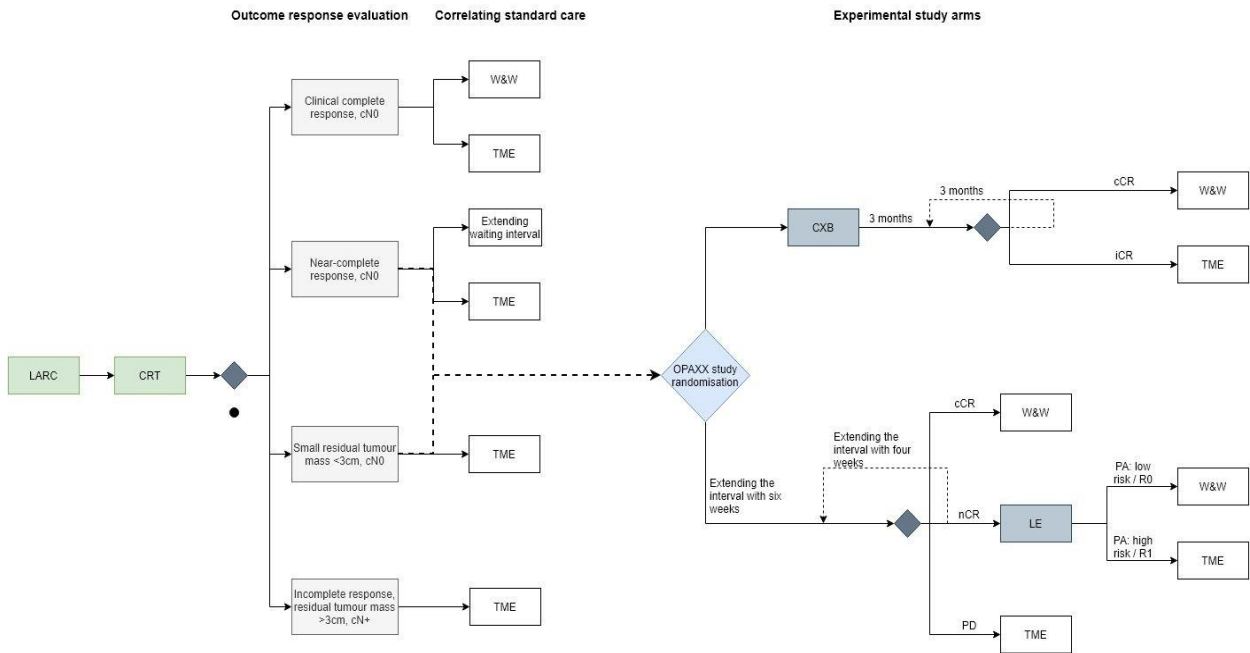 Outcome response evaluation
Correlating standard care
Experimental study arms
LARC
CRT
Clinical complete
response, cN0
W&W
TME
Near-complete
response, cN0
Extending
waiting interval
TME
Small residual tumour
mass <3cm, cN0
TME
Incomplete response,
residual tumour mass
>3cm, cN+
TME
OPAXX study
randomisation
CXB
3 months
3 months
cCR
W&W
iCR
TME
Extending the
interval with six
weeks
Extending the
interval with four
weeks
cCR
W&W
nCR
LE
PA: low
risk / R0
W&W
PA: high
risk / R1
TME
PD
TME